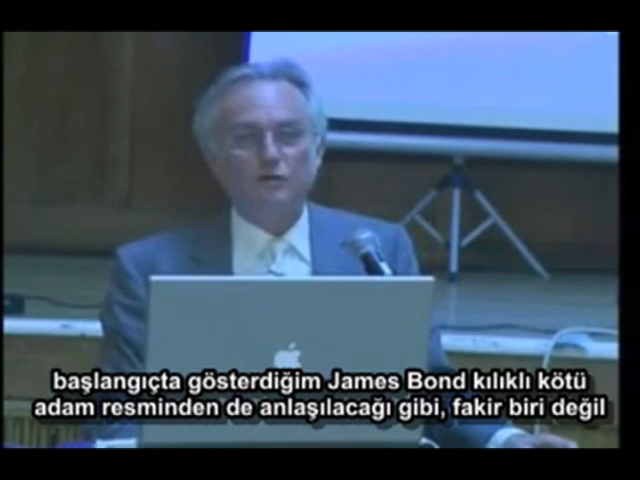 başlangıçta gösterdiğim James Bond kılıklı kötü
adam resminden de anlaşılacağı gibi, fakir biri değil